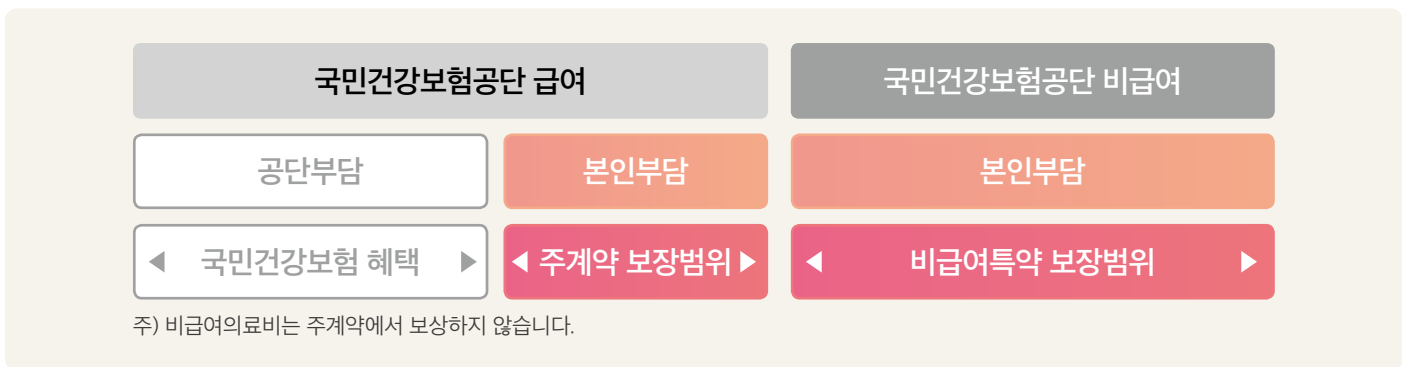 국민건강보험공단 급여
국민건강보험공단 비급여
공단부담
본인부담
본인부담
◀ 국민건강보험 혜택 ▶
◀ 주계약 보장범위 ▶
◀ 비급여특약 보장범위 ▶
주) 비급여의료비는 주계약에서 보상하지 않습니다.